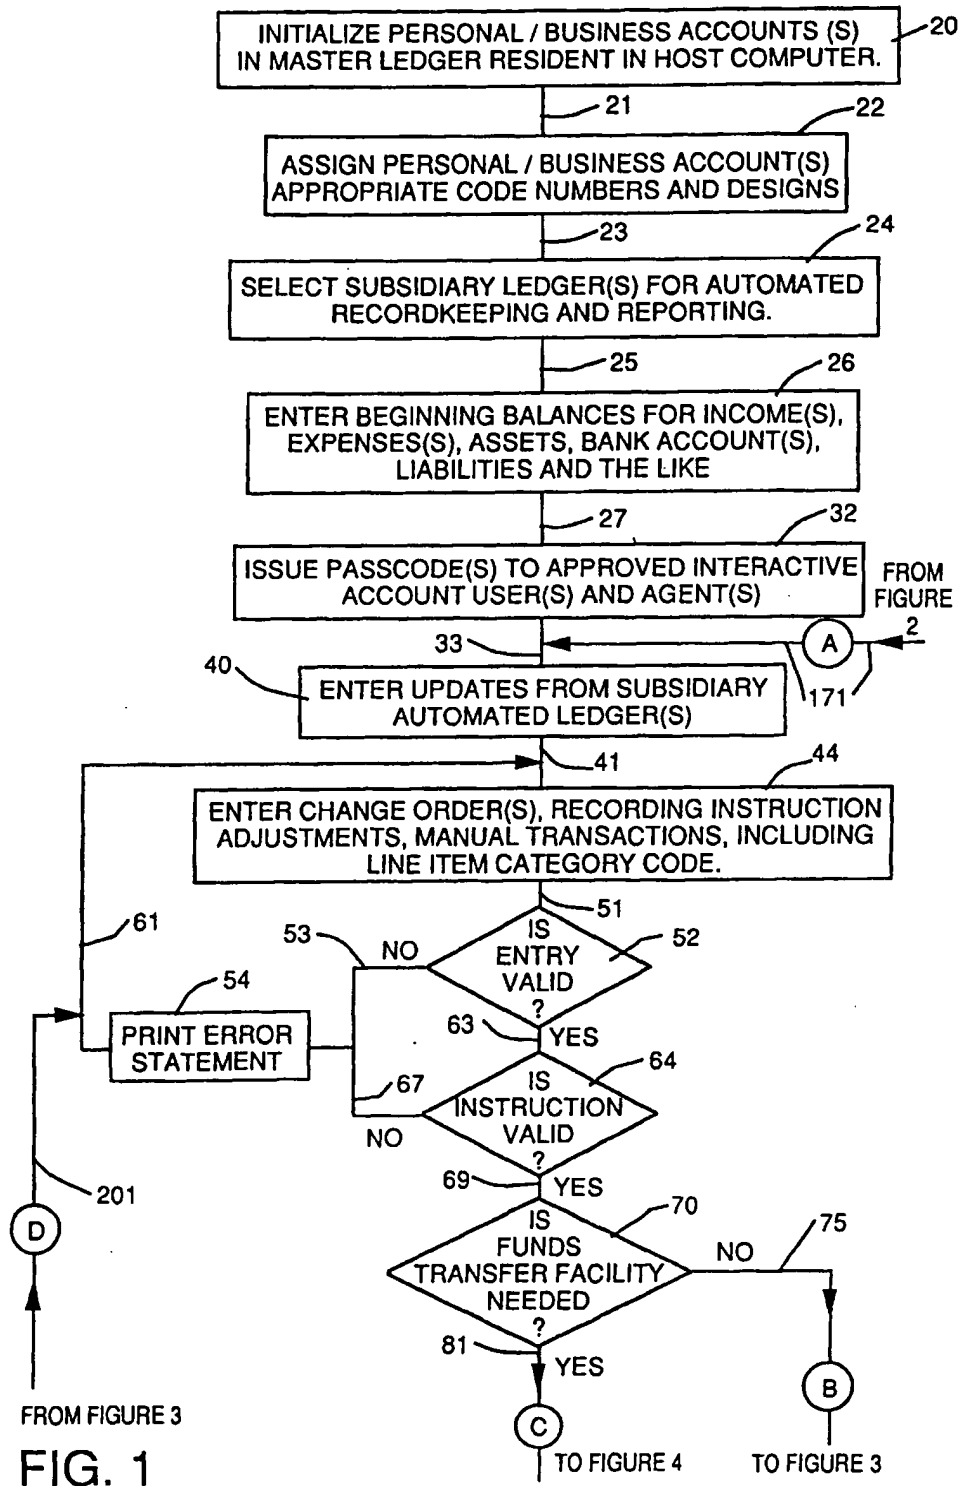 INITIALIZE PERSONAL / BUSINESS ACCOUNTS (S)
IN MASTER LEDGER RESIDENT IN HOST COMPUTER.
20
21
22
ASSIGN PERSONAL / BUSINESS ACCOUNT(S)
APPROPRIATE CODE NUMBERS AND DESIGNS
23
24
SELECT SUBSIDIARY LEDGER(S) FOR AUTOMATED
RECORDKEEPING AND REPORTING.
25
26
ENTER BEGINNING BALANCES FOR INCOME(S),
EXPENSES(S), ASSETS, BANK ACCOUNT(S),
LIABILITIES AND THE LIKE
27
32
ISSUE PASSCODE(S) TO APPROVED INTERACTIVE
ACCOUNT USER(S) AND AGENT(S)
FROM
FIGURE
2
A
171
33
40
ENTER UPDATES FROM SUBSIDIARY
AUTOMATED LEDGER(S)
41
44
ENTER CHANGE ORDER(S), RECORDING INSTRUCTION
ADJUSTMENTS, MANUAL TRANSACTIONS, INCLUDING
LINE ITEM CATEGORY CODE.
51
61
53
NO
IS
ENTRY
VALID
?
52
54
PRINT ERROR
STATEMENT
63
YES
67
NO
IS
INSTRUCTION
VALID
?
64
69
YES
201
D
IS
FUNDS
TRANSFER FACILITY
NEEDED
?
70
NO
75
81
YES
B
C
FROM FIGURE 3
TO FIGURE 4
TO FIGURE 3
FIG. 1